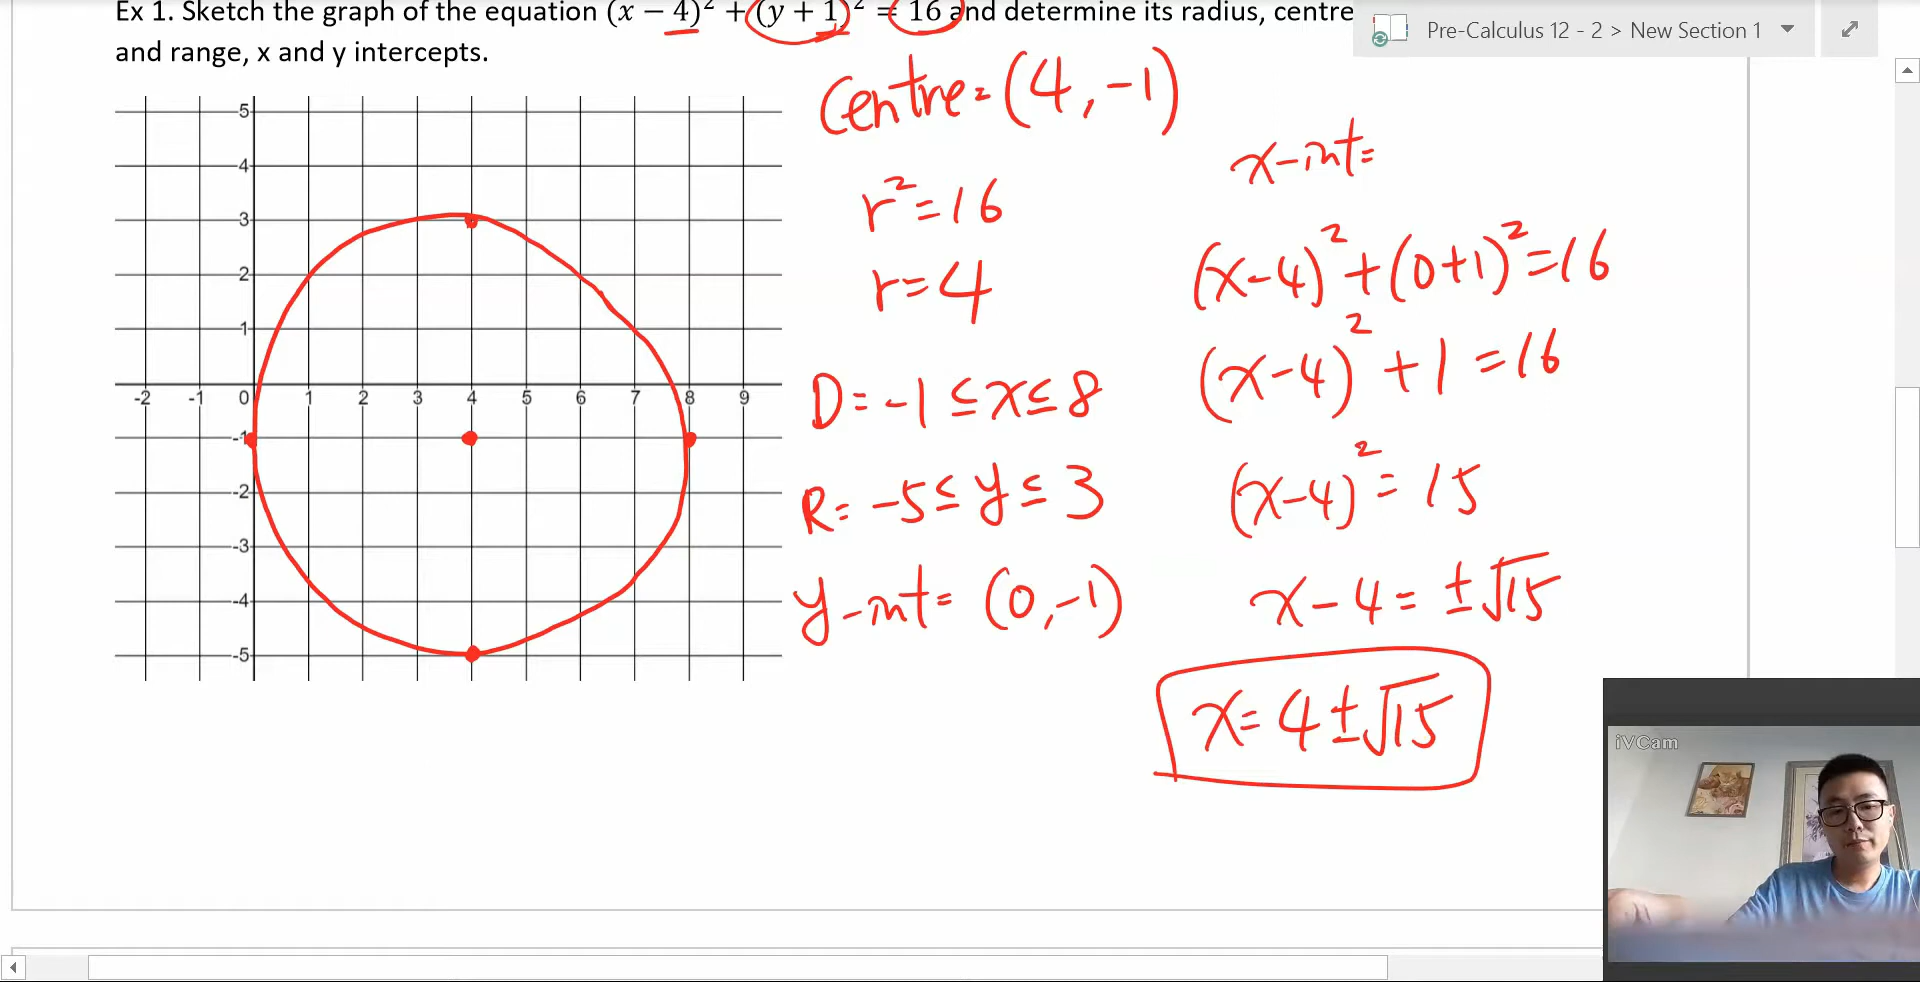 Ex 1. Sketch the graph of the equation (x − 4)² + (y + 1)² = 16 and determine its radius, centre
and range, x and y intercepts.
Pre-Calculus 12 - 2 > New Section 1
5
4
3
2
1
-2 -1 0 1 2 3 4 5 6 7 8 9
-1
-2
-3
-4
-5
Centre = (4, -1)
r² = 16
r = 4
D = -1 ≤ x ≤ 8
R = -5 ≤ y ≤ 3
y-int = (0, -1)
x-int =
(x-4)² + (0+1)² = 16
(x-4)² + 1 = 16
(x-4)² = 15
x - 4 = ±√15
x = 4 ± √15
iVCam